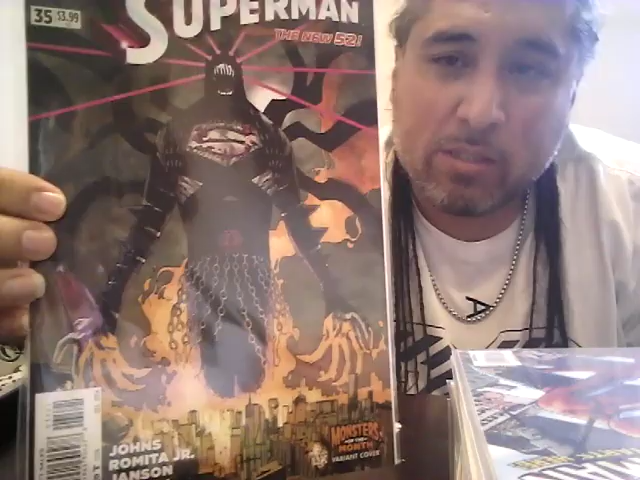 35 $3.99
SUPERMAN
THE NEW 52!
JOHNS
ROMITA JR.
JANSON
MONSTERS
OF THE
MONTH
VARIANT COVER
A